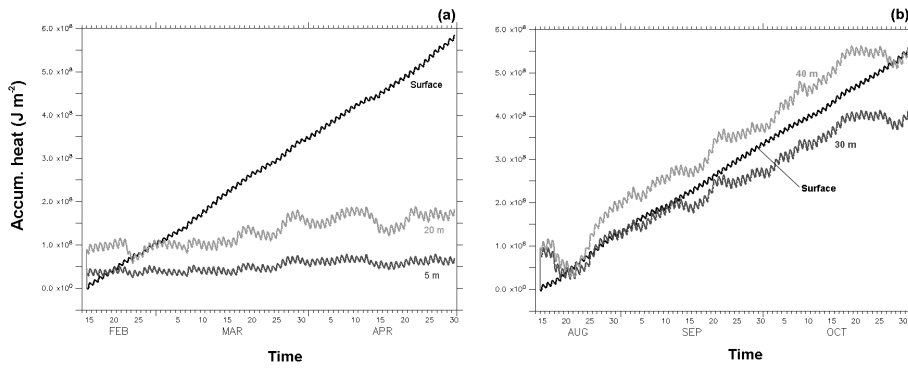 (a)
6.0 x10⁸
5.0 x10⁸
4.0 x10⁸
3.0 x10⁸
2.0 x10⁸
1.0 x10⁸
0.0 x10⁰
Accum. heat (J m⁻²)
Surface
20 m
5 m
15 20 25 5 10 15 20 25 30 5 10 15 20 25 30
FEB MAR APR
Time
(b)
6.0 x10⁸
5.0 x10⁸
4.0 x10⁸
3.0 x10⁸
2.0 x10⁸
1.0 x10⁸
0.0 x10⁰
40 m
30 m
Surface
15 20 25 30 5 10 15 20 25 30 5 10 15 20 25 30
AUG SEP OCT
Time